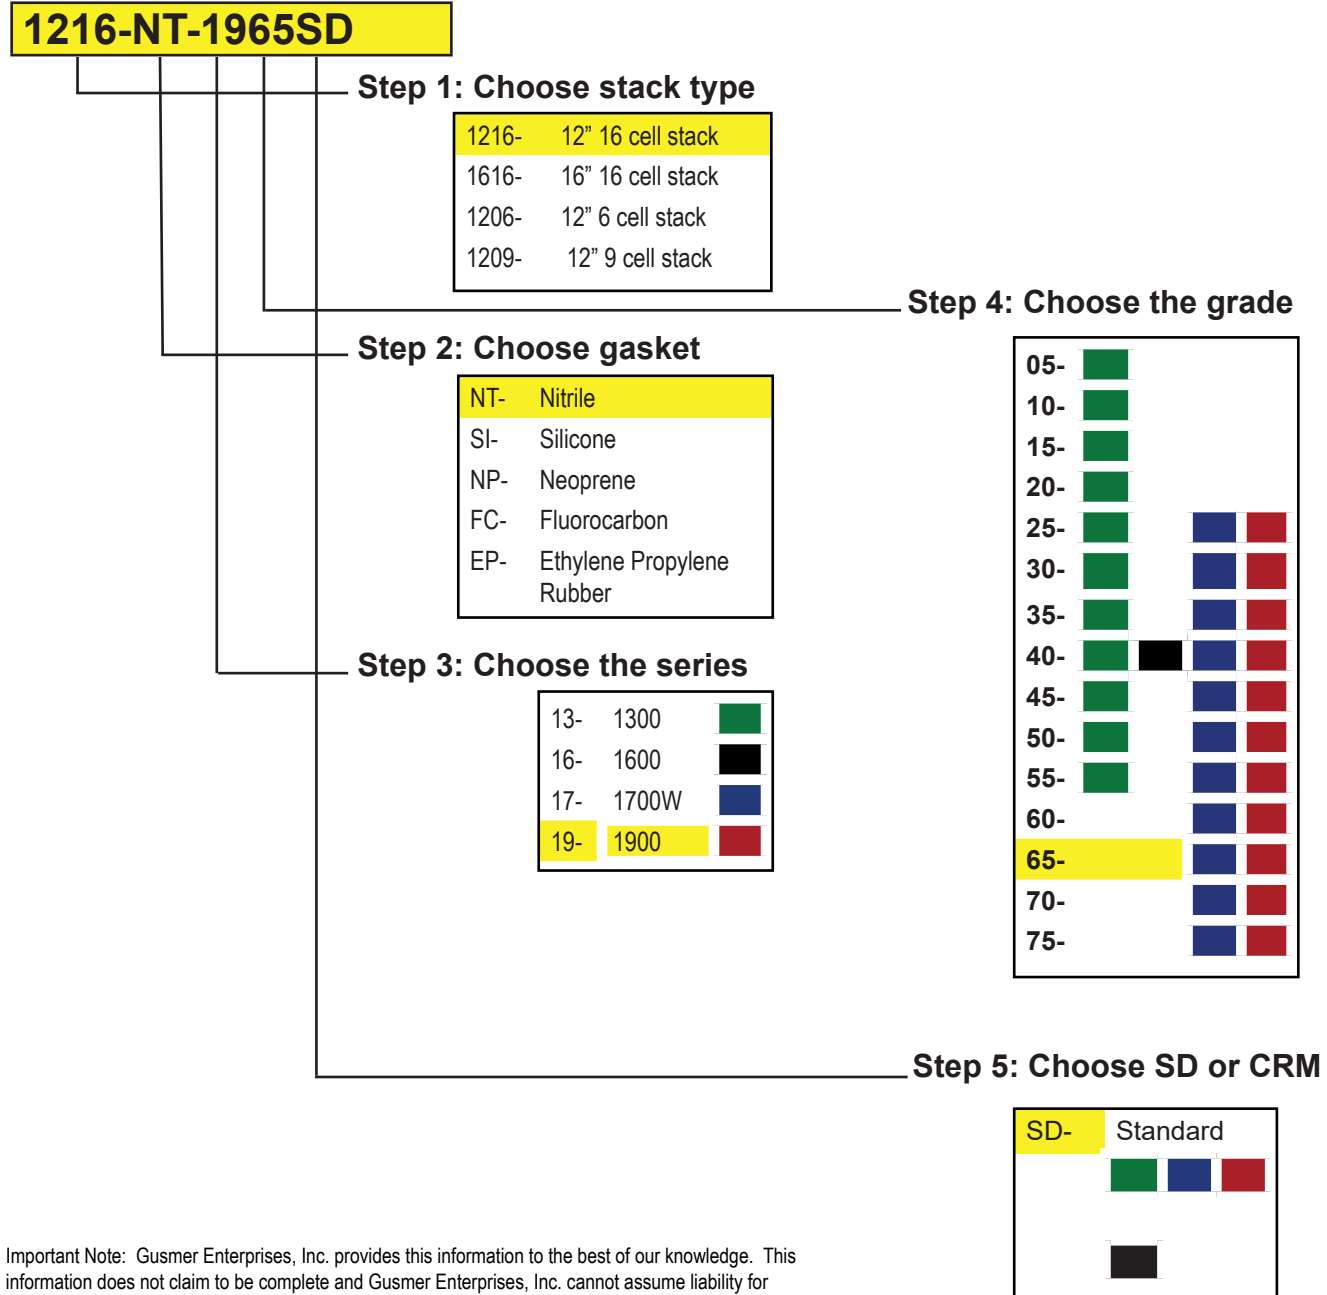 1216-NT-1965SD
Step 1: Choose stack type
1216- 12” 16 cell stack
1616- 16” 16 cell stack
1206- 12” 6 cell stack
1209- 12” 9 cell stack
Step 2: Choose gasket
NT- Nitrile
SI- Silicone
NP- Neoprene
FC- Fluorocarbon
EP- Ethylene Propylene
Rubber
Step 3: Choose the series
13- 1300
16- 1600
17- 1700W
19- 1900
Step 4: Choose the grade
05-
10-
15-
20-
25-
30-
35-
40-
45-
50-
55-
60-
65-
70-
75-
Step 5: Choose SD or CRM
SD- Standard
Important Note: Gusmer Enterprises, Inc. provides this information to the best of our knowledge. This
information does not claim to be complete and Gusmer Enterprises, Inc. cannot assume liability for